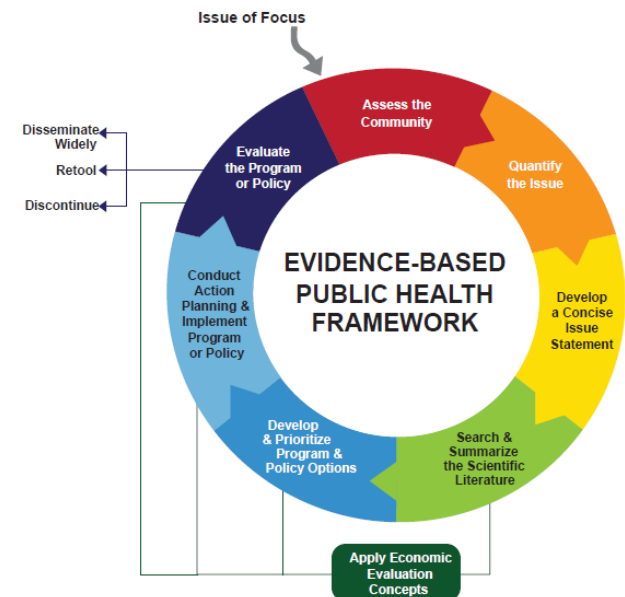 Issue of Focus
Assess the
Community
Quantify
the Issue
Develop
a Concise
Issue
Statement
Search &
Summarize
the Scientific
Literature
Develop
& Prioritize
Program &
Policy Options
Conduct
Action
Planning &
Implement
Program
or Policy
Evaluate
the Program
or Policy
Disseminate
Widely
Retool
Discontinue
EVIDENCE-BASED
PUBLIC HEALTH
FRAMEWORK
Apply Economic
Evaluation
Concepts